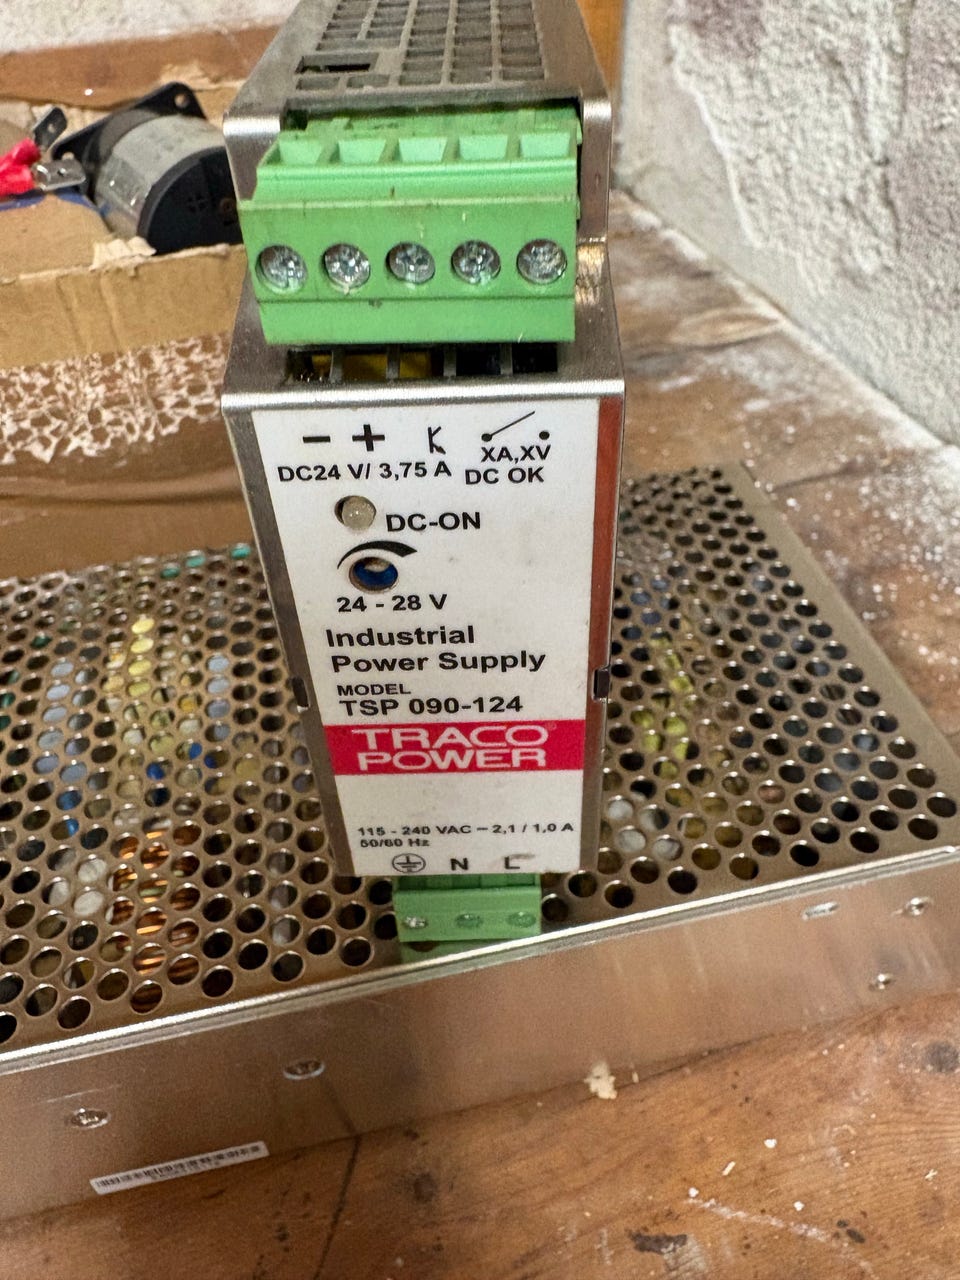 − +
XA,XV
DC24 V/ 3,75 A DC OK
DC-ON
24 - 28 V
Industrial
Power Supply
MODEL
TSP 090-124
TRACO
POWER
115 - 240 VAC – 2,1 / 1,0 A
50/60 Hz
N L